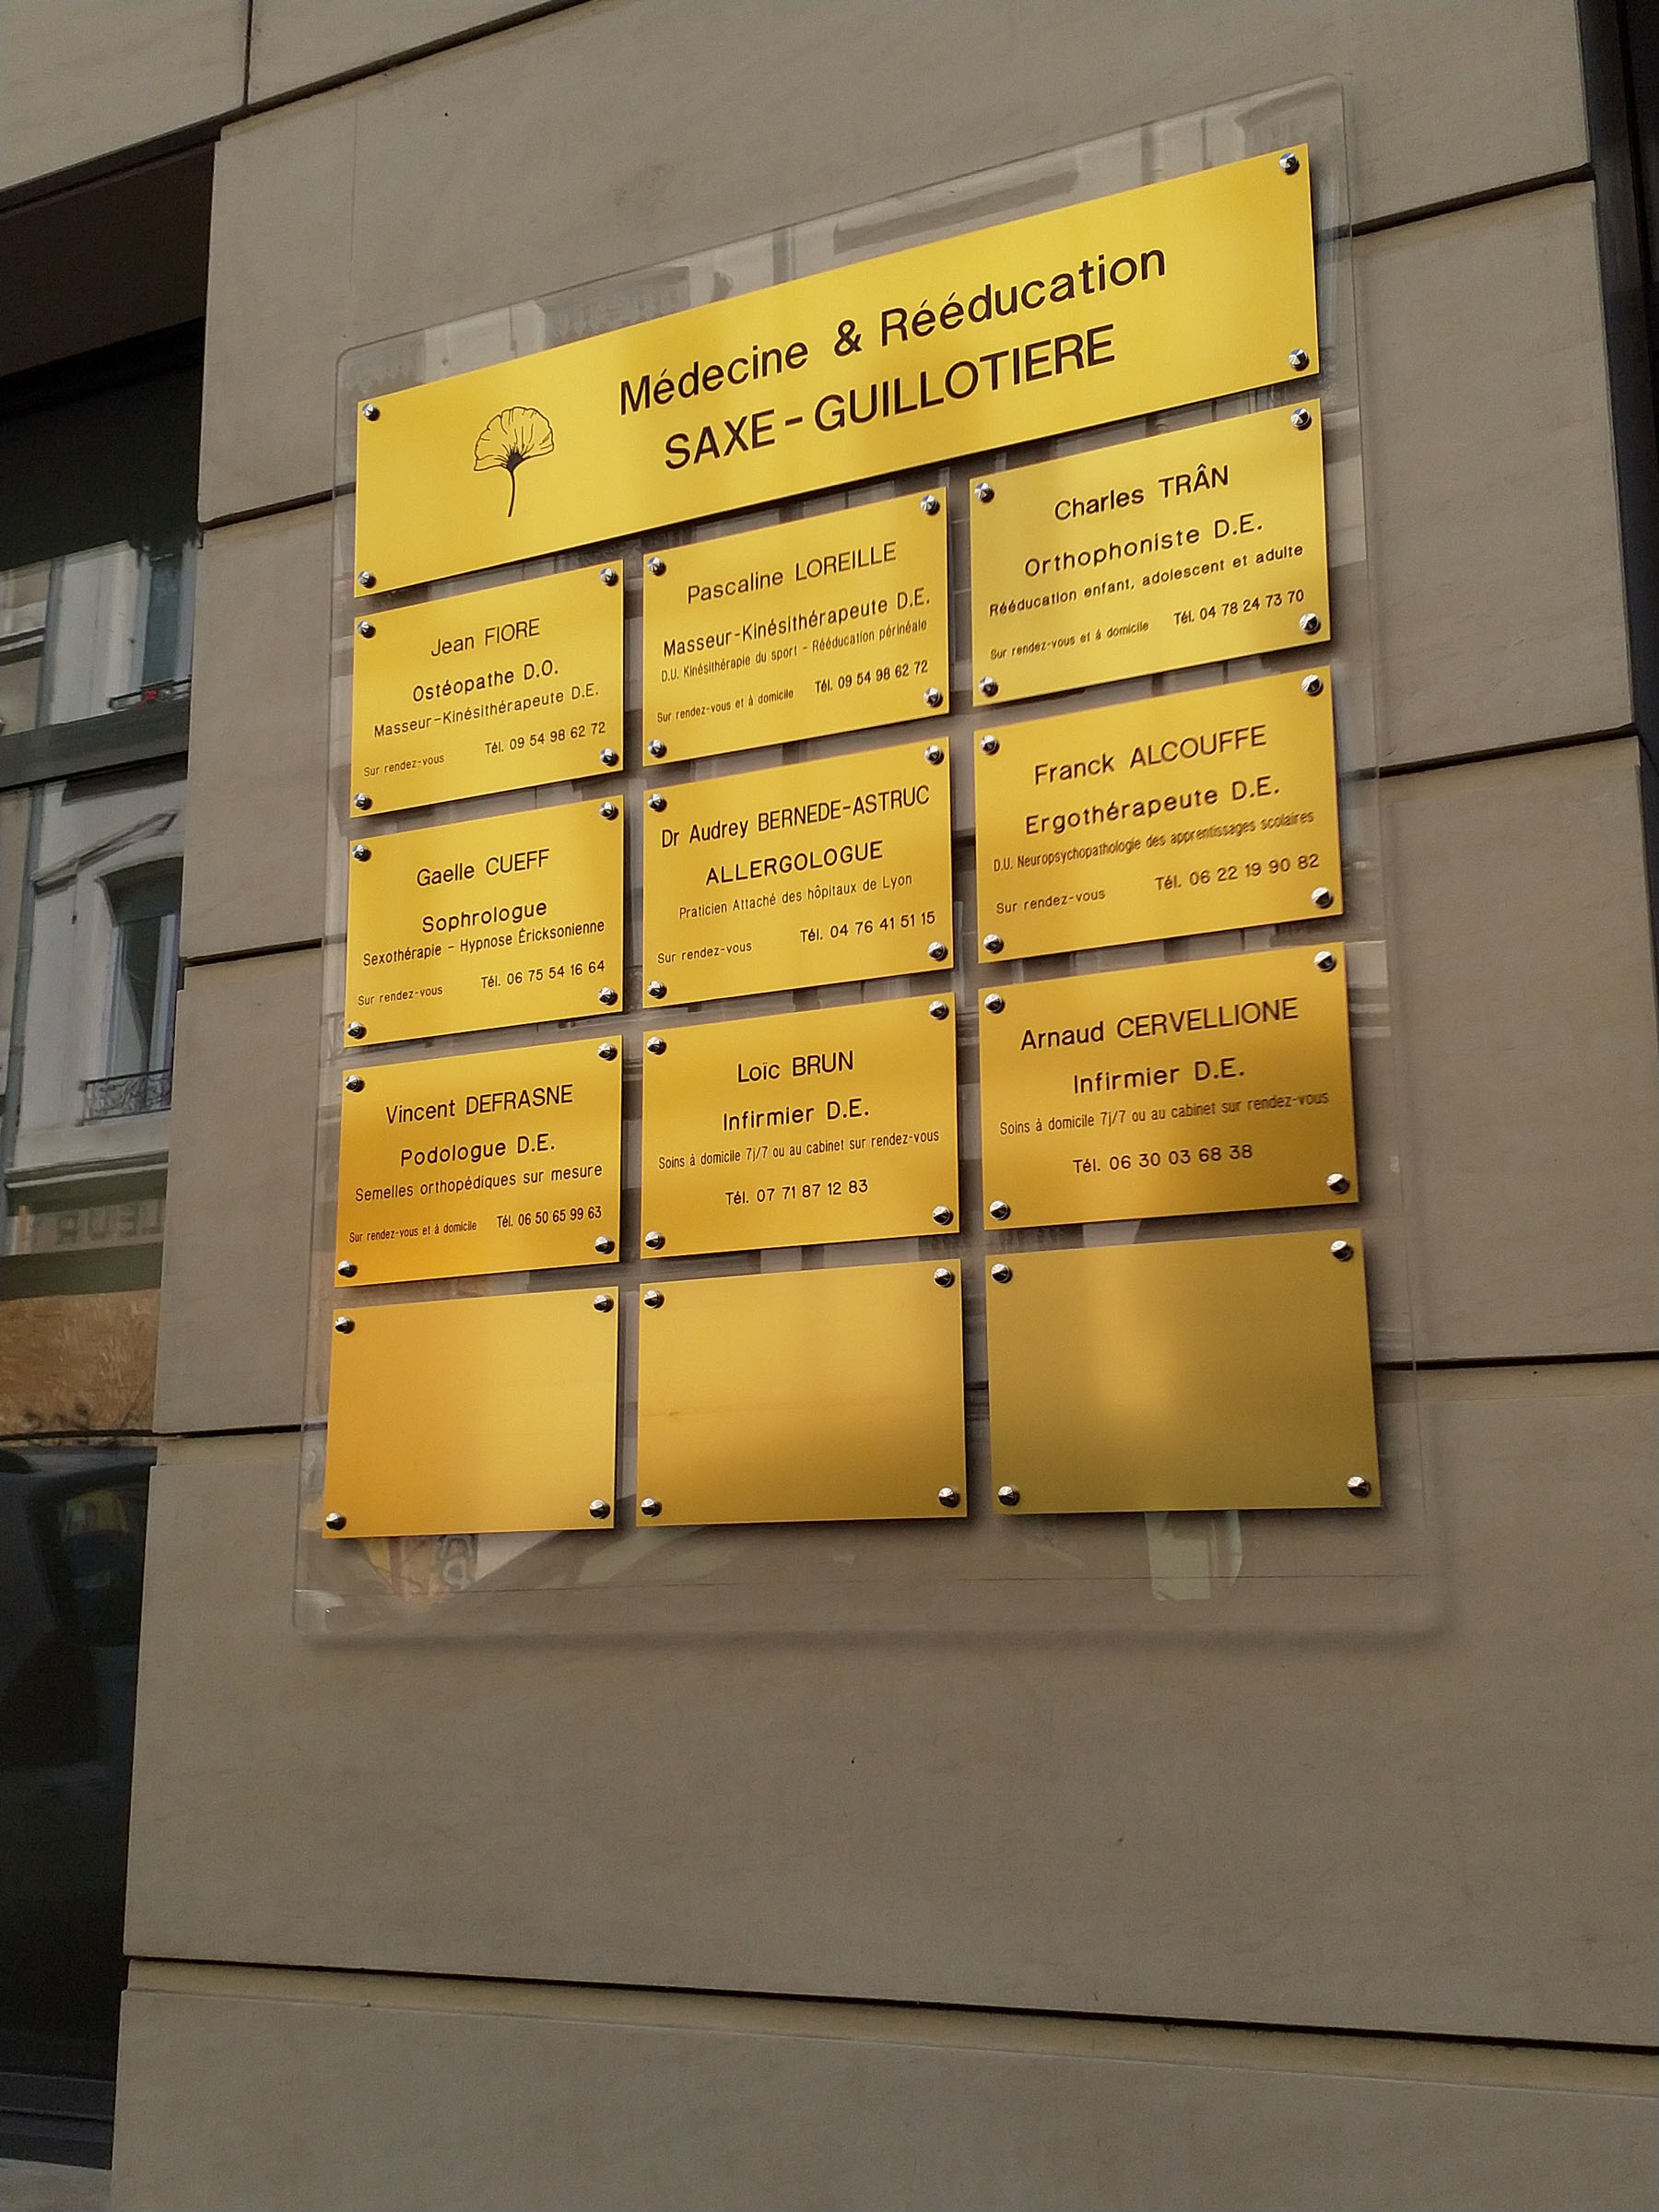 Médecine & Rééducation
SAXE-GUILLOTIERE
Jean FIORE
Ostéopathe D.O.
Masseur-Kinésithérapeute D.E.
Sur rendez-vous Tél. 09 54 98 62 72
Pascaline LOREILLE
Masseur-Kinésithérapeute D.E.
D.U. Kinésithérapie du sport - Rééducation périnéale
Sur rendez-vous et à domicile Tél. 09 54 98 62 72
Charles TRÂN
Orthophoniste D.E.
Rééducation enfant, adolescent et adulte
Sur rendez-vous et à domicile Tél. 04 78 24 73 70
Gaelle CUEFF
Sophrologue
Sexothérapie - Hypnose Éricksonienne
Sur rendez-vous Tél. 06 75 54 16 64
Dr Audrey BERNEDE-ASTRUC
ALLERGOLOGUE
Praticien Attaché des hôpitaux de Lyon
Sur rendez-vous Tél. 04 76 41 51 15
Franck ALCOUFFE
Ergothérapeute D.E.
D.U. Neuropsychopathologie des apprentissages scolaires
Sur rendez-vous Tél. 06 22 19 90 82
Vincent DEFRASNE
Podologue D.E.
Semelles orthopédiques sur mesure
Sur rendez-vous et à domicile Tél. 06 50 65 99 63
Loïc BRUN
Infirmier D.E.
Soins à domicile 7j/7 ou au cabinet sur rendez-vous
Tél. 07 71 87 12 83
Arnaud CERVELLIONE
Infirmier D.E.
Soins à domicile 7j/7 ou au cabinet sur rendez-vous
Tél. 06 30 03 68 38